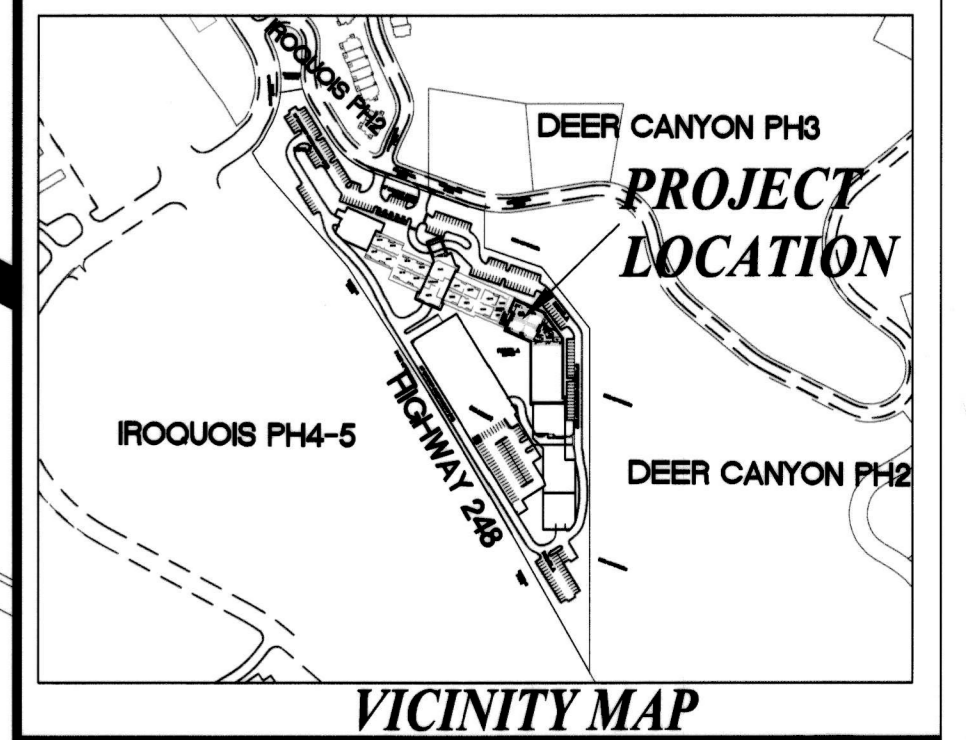 IROQUOIS PH2
DEER CANYON PH3
PROJECT
LOCATION
HIGHWAY 248
IROQUOIS PH4-5
DEER CANYON PH2
VICINITY MAP